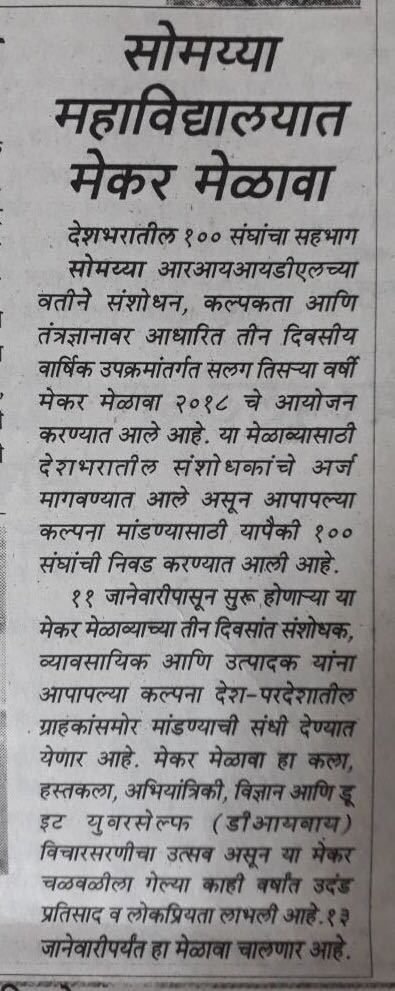 सोमय्या
महाविद्यालयात
मेकर मेळावा
देशभरातील १०० संघांचा सहभाग
सोमय्या आरआयआयडीएलच्या
वतीने संशोधन, कल्पकता आणि
तंत्रज्ञानावर आधारित तीन दिवसीय
वार्षिक उपक्रमांतर्गत सलग तिसऱ्या वर्षी
मेकर मेळावा २०१८ चे आयोजन
करण्यात आले आहे. या मेळाव्यासाठी
देशभरातील संशोधकांचे अर्ज
मागवण्यात आले असून आपापल्या
कल्पना मांडण्यासाठी यापैकी १००
संघांची निवड करण्यात आली आहे.
११ जानेवारीपासून सुरू होणाऱ्या या
मेकर मेळाव्याच्या तीन दिवसांत संशोधक,
व्यावसायिक आणि उत्पादक यांना
आपापल्या कल्पना देश-परदेशातील
ग्राहकांसमोर मांडण्याची संधी देण्यात
येणार आहे. मेकर मेळावा हा कला,
हस्तकला, अभियांत्रिकी, विज्ञान आणि डू
इट युवरसेल्फ (डीआयवाय)
विचारसरणीचा उत्सव असून या मेकर
चळवळीला गेल्या काही वर्षांत उदंड
प्रतिसाद व लोकप्रियता लाभली आहे.१३
जानेवारीपर्यंत हा मेळावा चालणार आहे.